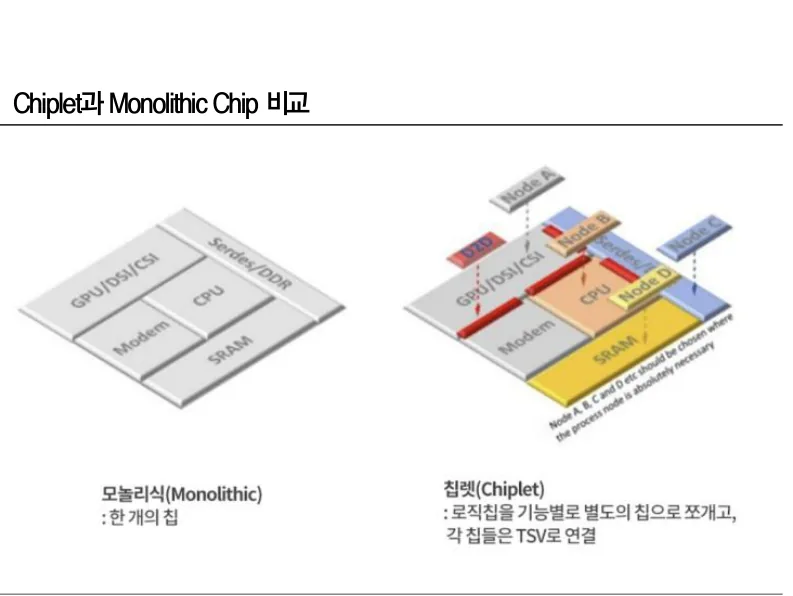 Chiplet과 Monolithic Chip 비교
Serdes/DDR
GPU/DSI/CSI
CPU
Modem
SRAM
Node A
Node B
Node C
D2D
Serdes/
GPU/DSI/CSI
Node D
CPU
Modem
SRAM
Node A, B, C and D etc should be chosen where
the process node is absolutely necessary
모놀리식(Monolithic)
: 한 개의 칩
칩렛(Chiplet)
: 로직칩을 기능별로 별도의 칩으로 쪼개고,
각 칩들은 TSV로 연결